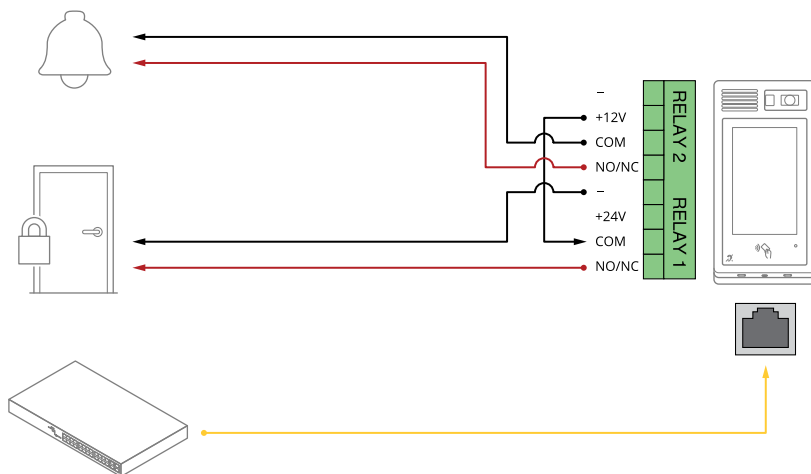 –
+12V
COM
NO/NC
–
+24V
COM
NO/NC
RELAY 2
RELAY 1